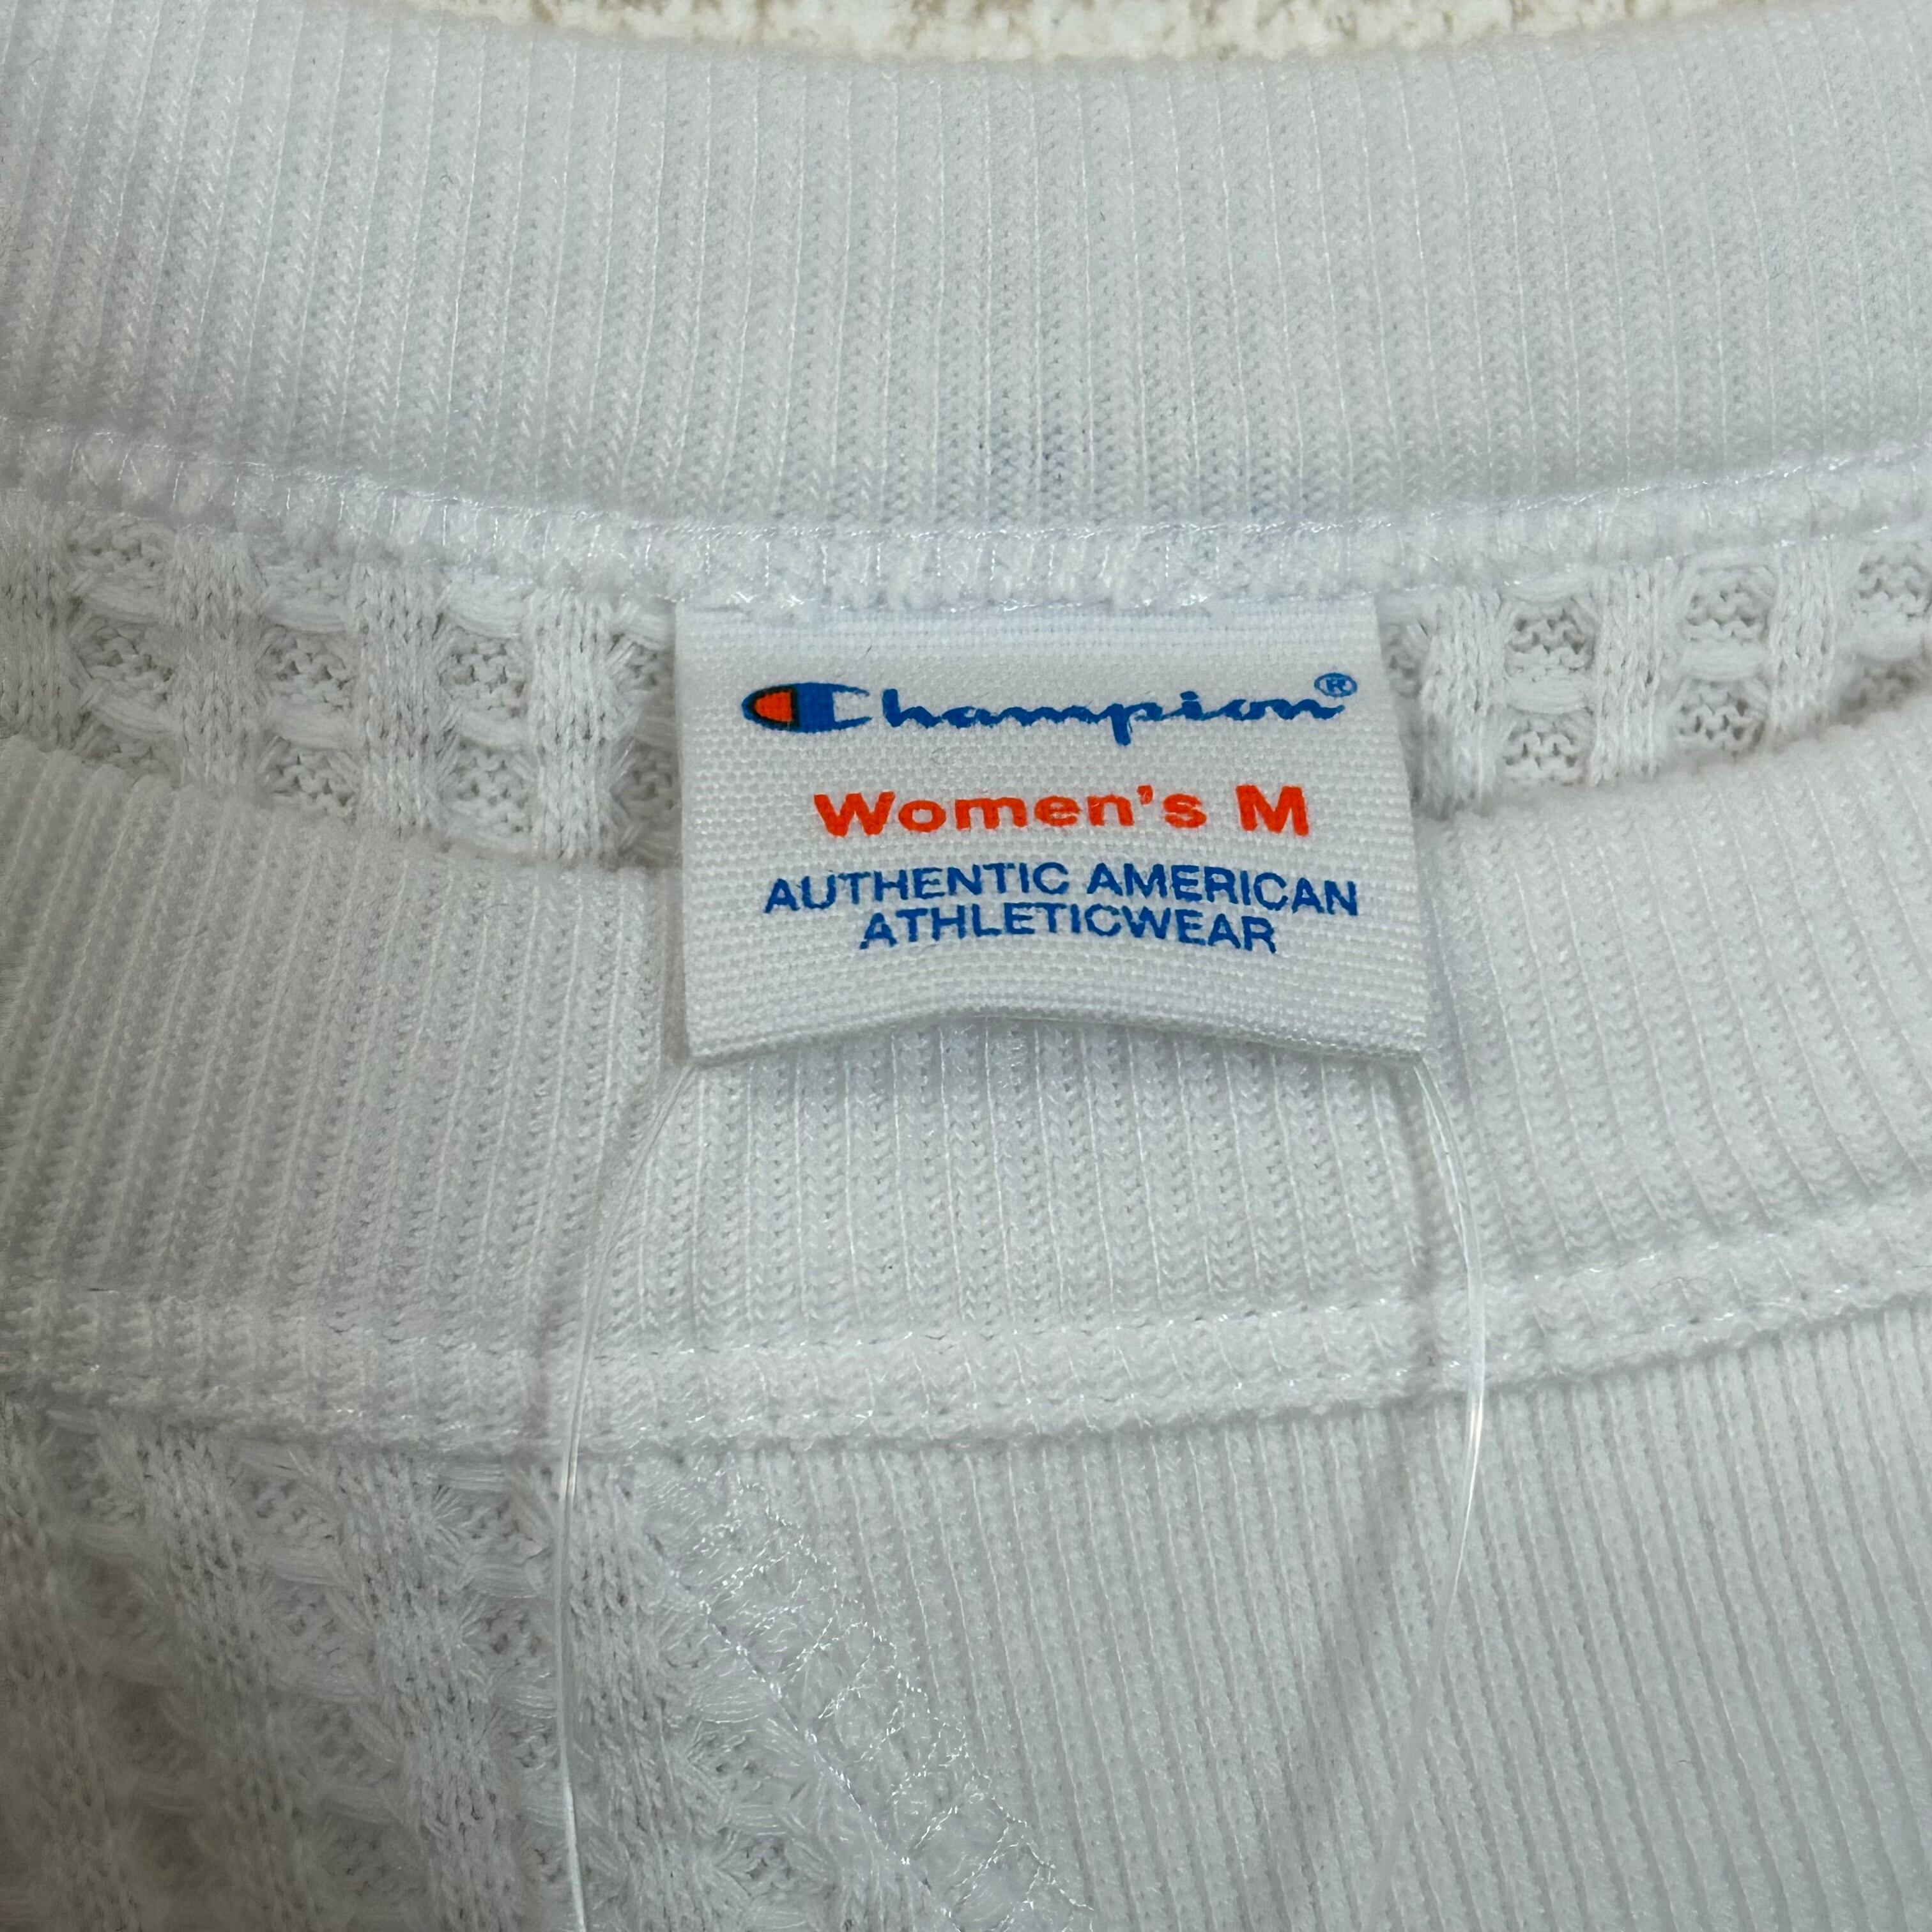 Champion®
Women's M
AUTHENTIC AMERICAN
ATHLETICWEAR